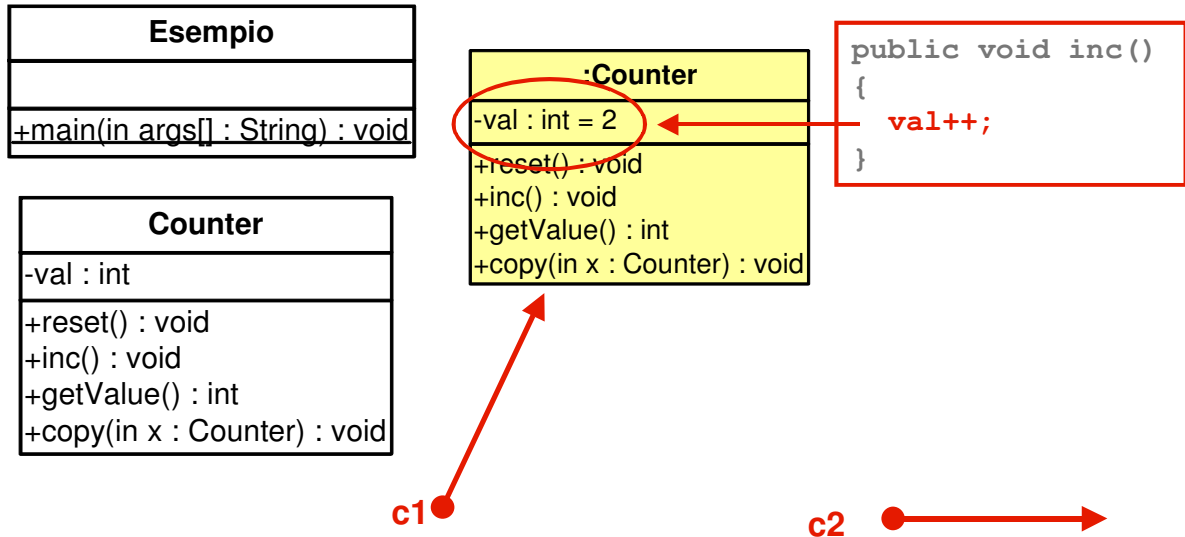 Esempio
+main(in args[] : String) : void
Counter
-val : int
+reset() : void
+inc() : void
+getValue() : int
+copy(in x : Counter) : void
:Counter
-val : int = 2
+reset() : void
+inc() : void
+getValue() : int
+copy(in x : Counter) : void
public void inc()
{
val++;
}
c1
c2